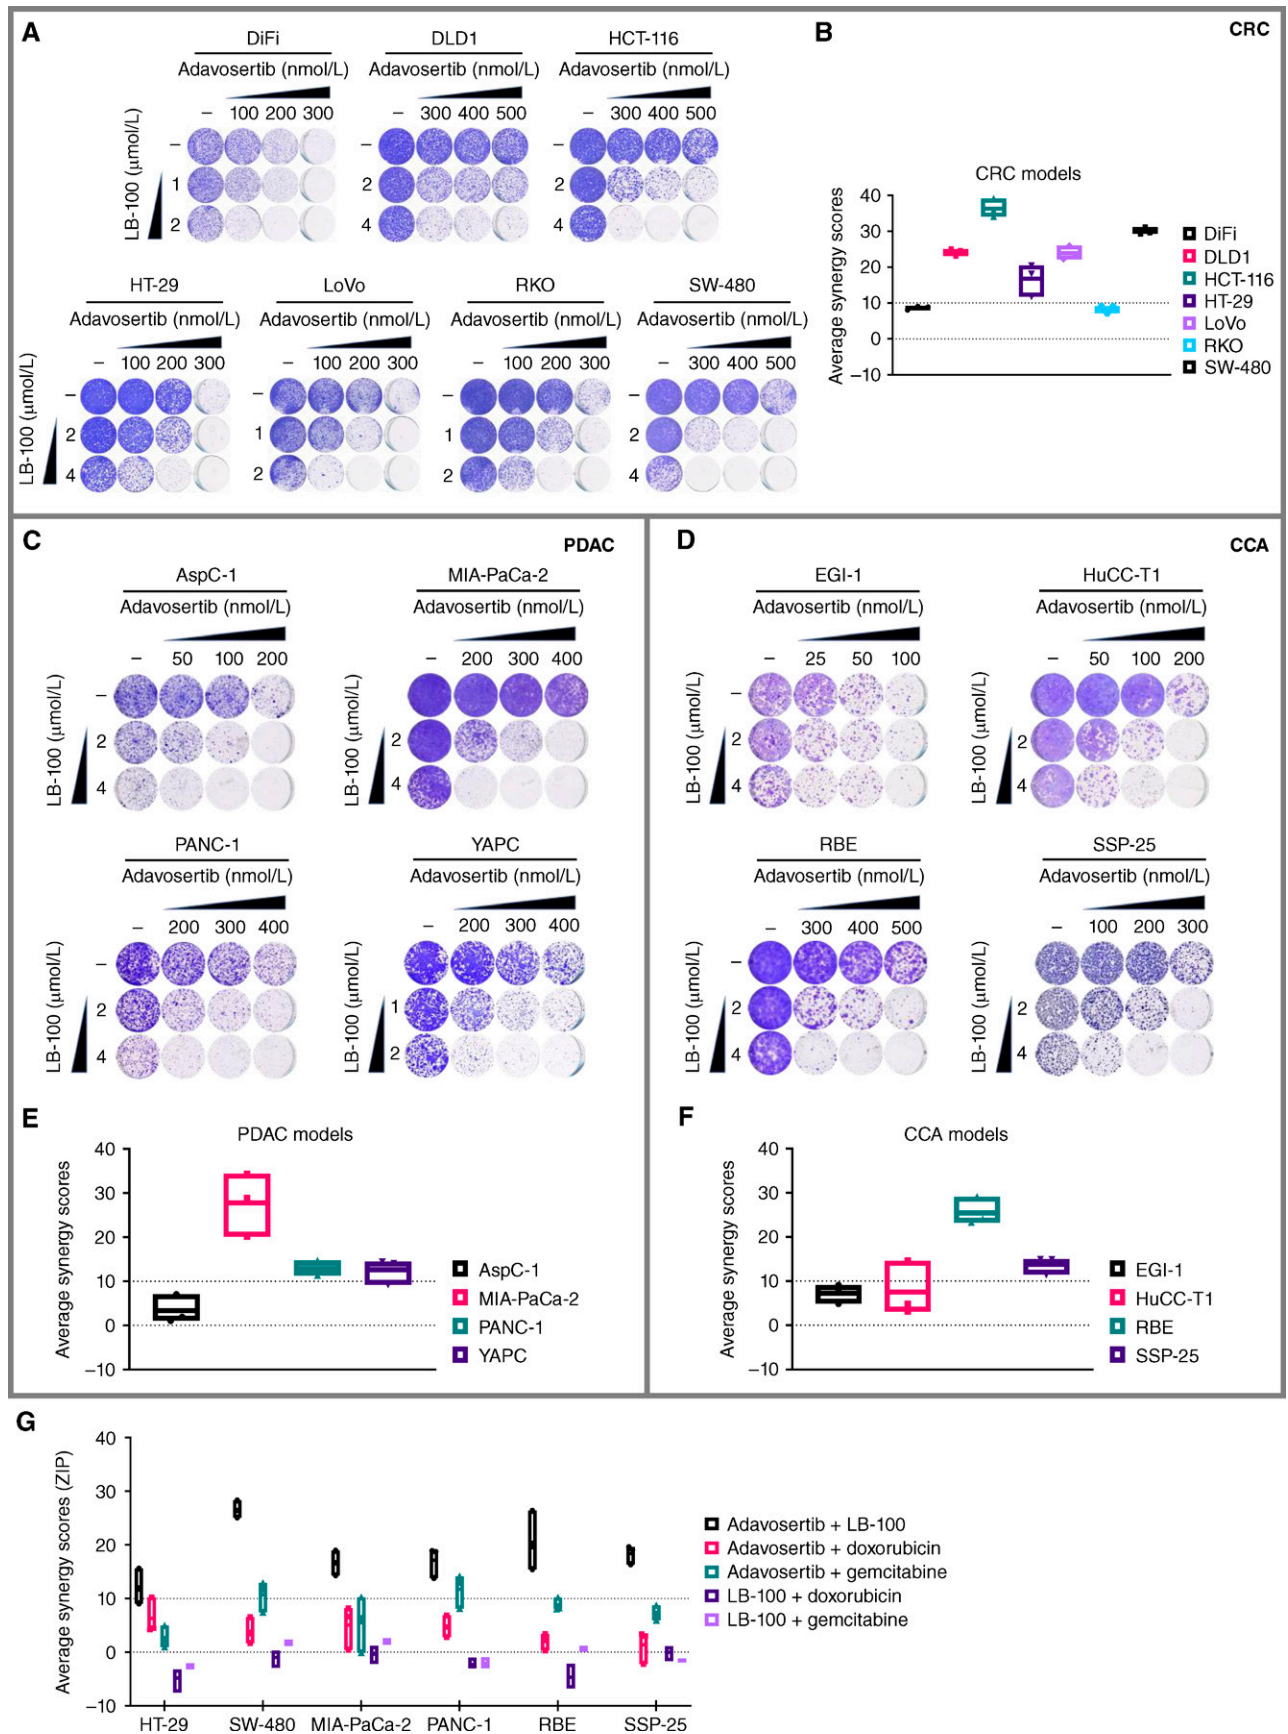 A
DiFi
DLD1
HCT-116
Adavosertib (nmol/L)
Adavosertib (nmol/L)
Adavosertib (nmol/L)
– 100 200 300
– 300 400 500
– 300 400 500
LB-100 (µmol/L)
–
1
2
–
2
4
–
2
4
HT-29
LoVo
RKO
SW-480
Adavosertib (nmol/L)
Adavosertib (nmol/L)
Adavosertib (nmol/L)
Adavosertib (nmol/L)
– 100 200 300
– 100 200 300
– 100 200 300
– 300 400 500
LB-100 (µmol/L)
–
2
4
–
1
2
–
1
2
–
2
4
B
CRC
CRC models
Average synergy scores
40
30
20
10
0
–10
DiFi
DLD1
HCT-116
HT-29
LoVo
RKO
SW-480
C
PDAC
AspC-1
MIA-PaCa-2
Adavosertib (nmol/L)
Adavosertib (nmol/L)
– 50 100 200
– 200 300 400
LB-100 (µmol/L)
–
2
4
LB-100 (µmol/L)
–
2
4
PANC-1
YAPC
Adavosertib (nmol/L)
Adavosertib (nmol/L)
– 200 300 400
– 200 300 400
LB-100 (µmol/L)
–
2
4
LB-100 (µmol/L)
–
1
2
D
CCA
EGI-1
HuCC-T1
Adavosertib (nmol/L)
Adavosertib (nmol/L)
– 25 50 100
– 50 100 200
LB-100 (µmol/L)
–
2
4
LB-100 (µmol/L)
–
2
4
RBE
SSP-25
Adavosertib (nmol/L)
Adavosertib (nmol/L)
– 300 400 500
– 100 200 300
LB-100 (µmol/L)
–
2
4
LB-100 (µmol/L)
–
2
4
E
PDAC models
Average synergy scores
40
30
20
10
0
–10
AspC-1
MIA-PaCa-2
PANC-1
YAPC
F
CCA models
Average synergy scores
40
30
20
10
0
–10
EGI-1
HuCC-T1
RBE
SSP-25
G
Average synergy scores (ZIP)
40
30
20
10
0
–10
HT-29 SW-480 MIA-PaCa-2 PANC-1 RBE SSP-25
Adavosertib + LB-100
Adavosertib + doxorubicin
Adavosertib + gemcitabine
LB-100 + doxorubicin
LB-100 + gemcitabine